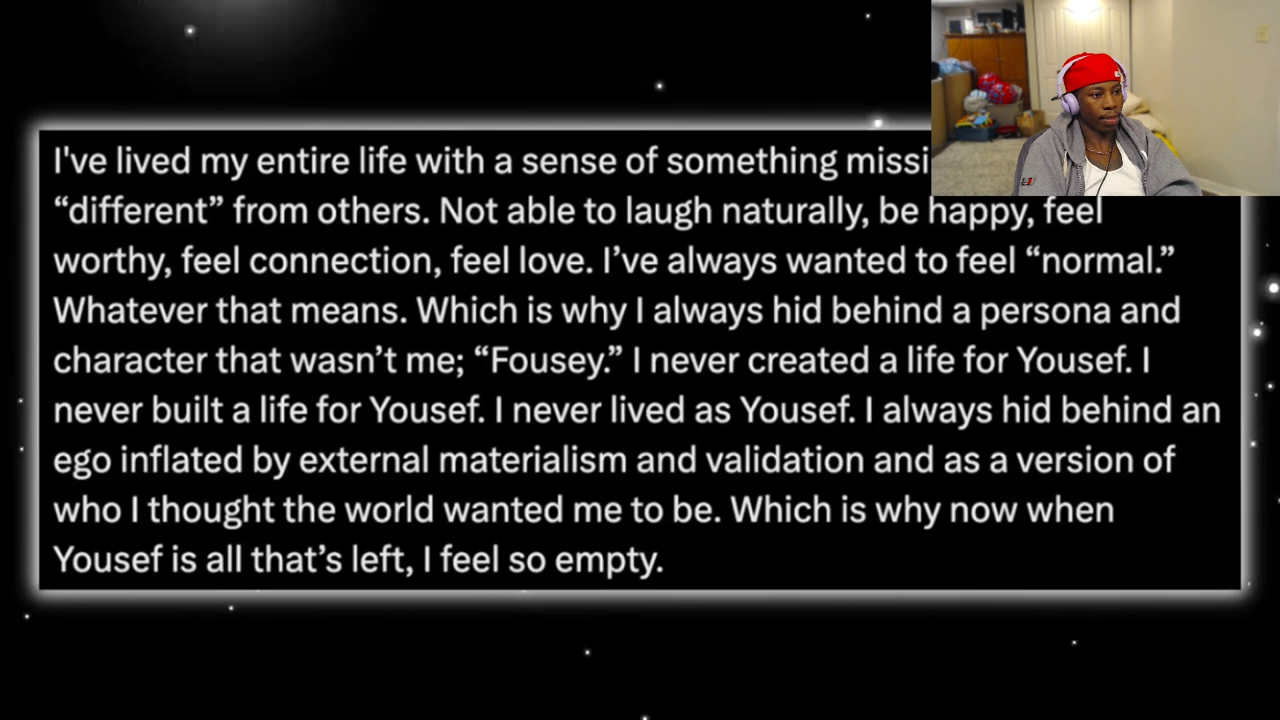 I've lived my entire life with a sense of something
“different” from others. Not able to laugh naturally, be happy, feel
worthy, feel connection, feel love. I’ve always wanted to feel “normal.”
Whatever that means. Which is why I always hid behind a persona and
character that wasn’t me; “Fousey.” I never created a life for Yousef. I
never built a life for Yousef. I never lived as Yousef. I always hid behind an
ego inflated by external materialism and validation and as a version of
who I thought the world wanted me to be. Which is why now when
Yousef is all that’s left, I feel so empty.